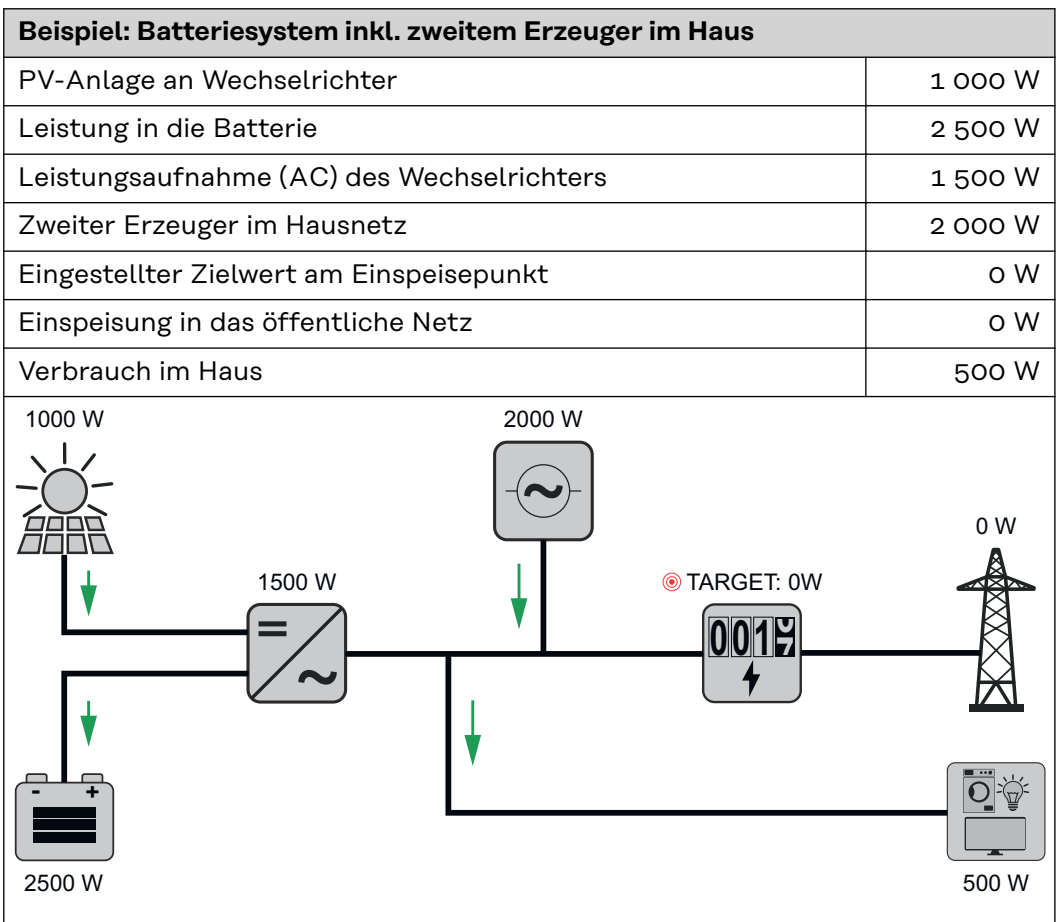 Beispiel: Batteriesystem inkl. zweitem Erzeuger im Haus
PV-Anlage an Wechselrichter 1 000 W
Leistung in die Batterie 2 500 W
Leistungsaufnahme (AC) des Wechselrichters 1 500 W
Zweiter Erzeuger im Hausnetz 2 000 W
Eingestellter Zielwert am Einspeisepunkt 0 W
Einspeisung in das öffentliche Netz 0 W
Verbrauch im Haus 500 W
1000 W
2000 W
0 W
1500 W
TARGET: 0W
001
2500 W
500 W